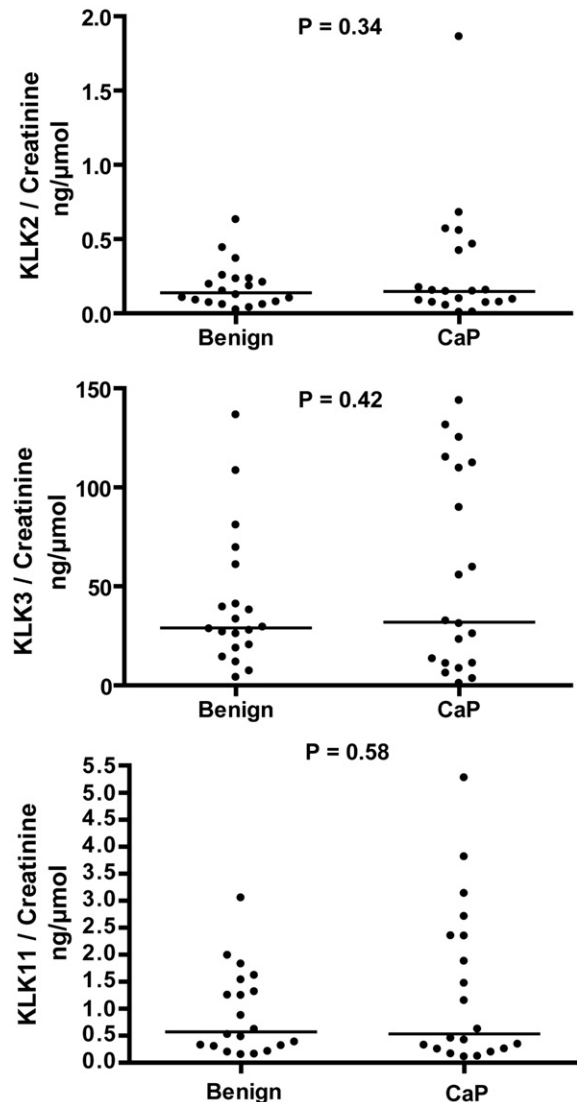 P = 0.34
KLK2 / Creatinine
ng/µmol
2.0
1.5
1.0
0.5
0.0
Benign CaP
P = 0.42
KLK3 / Creatinine
ng/µmol
150
100
50
0
Benign CaP
P = 0.58
KLK11 / Creatinine
ng/µmol
5.5
5.0
4.5
4.0
3.5
3.0
2.5
2.0
1.5
1.0
0.5
0.0
Benign CaP